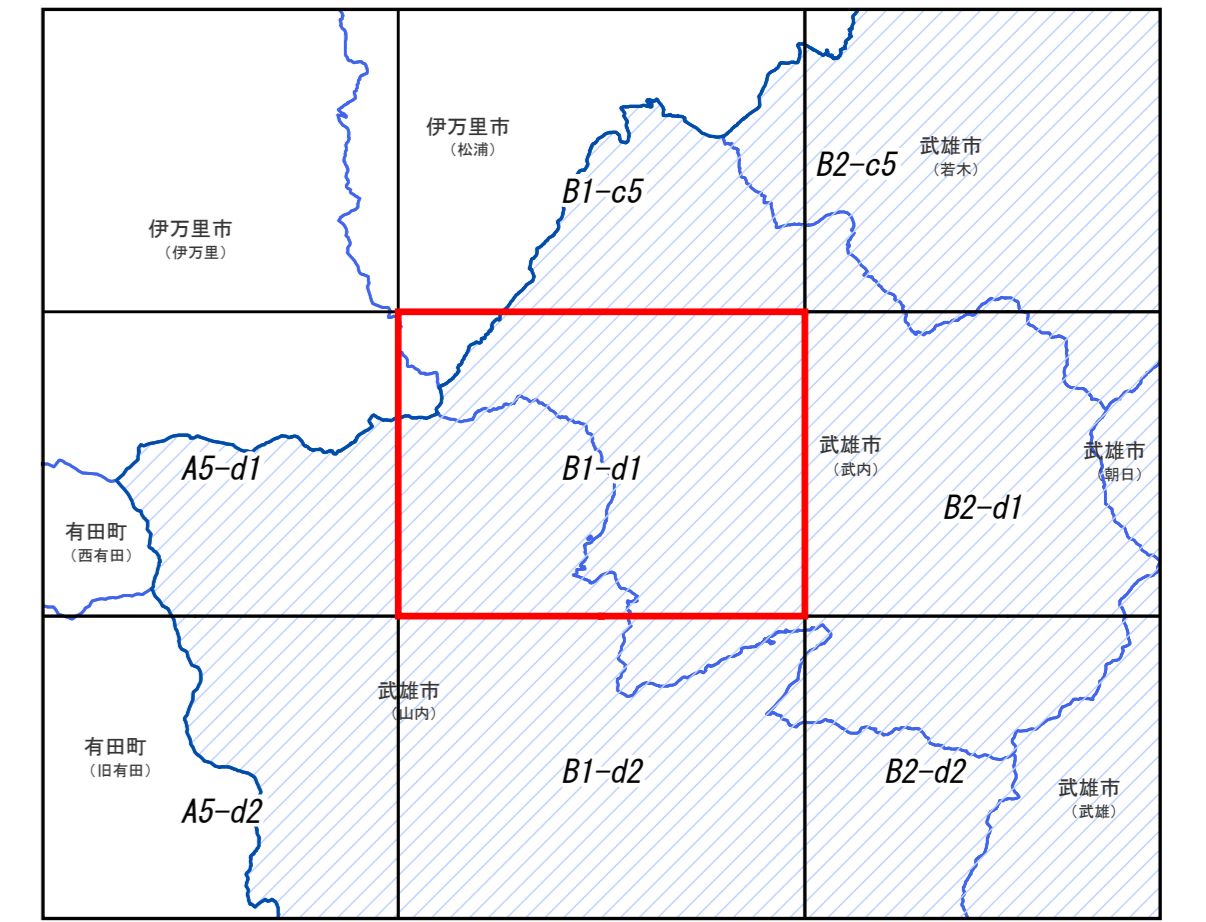 伊万里市
（松浦）
武雄市
（若木）
B2-c5
B1-c5
伊万里市
（伊万里）
武雄市
（武内）
武雄市
（朝日）
A5-d1
B1-d1
B2-d1
有田町
（西有田）
武雄市
（山内）
有田町
（旧有田）
B1-d2
B2-d2
武雄市
（武雄）
A5-d2